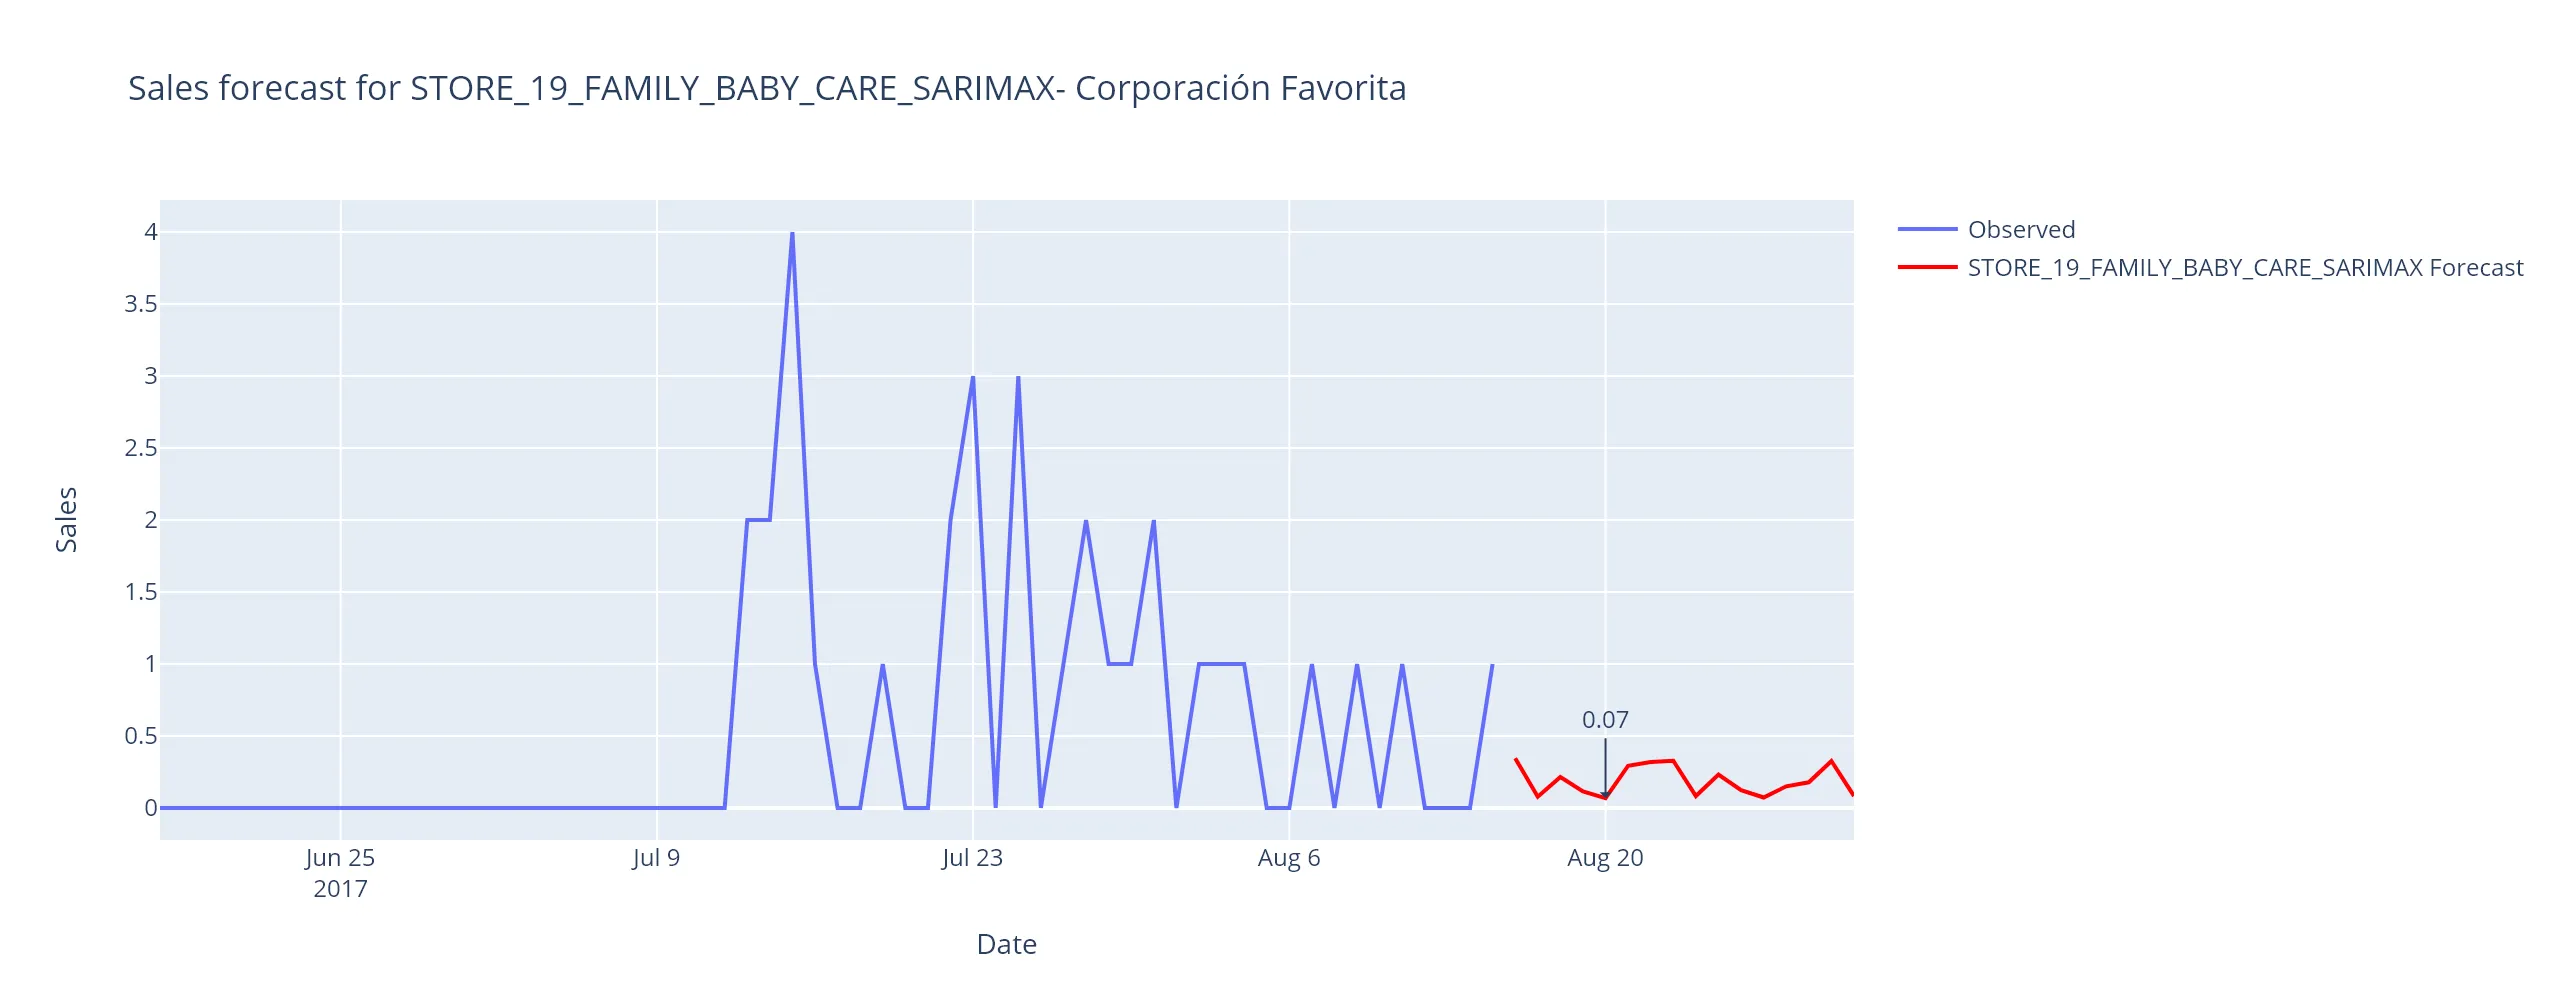 Sales forecast for STORE_19_FAMILY_BABY_CARE_SARIMAX- Corporación Favorita
Observed
STORE_19_FAMILY_BABY_CARE_SARIMAX Forecast
4
3.5
3
2.5
2
1.5
1
0.5
0
Sales
0.07
Jun 25
2017
Jul 9
Jul 23
Aug 6
Aug 20
Date